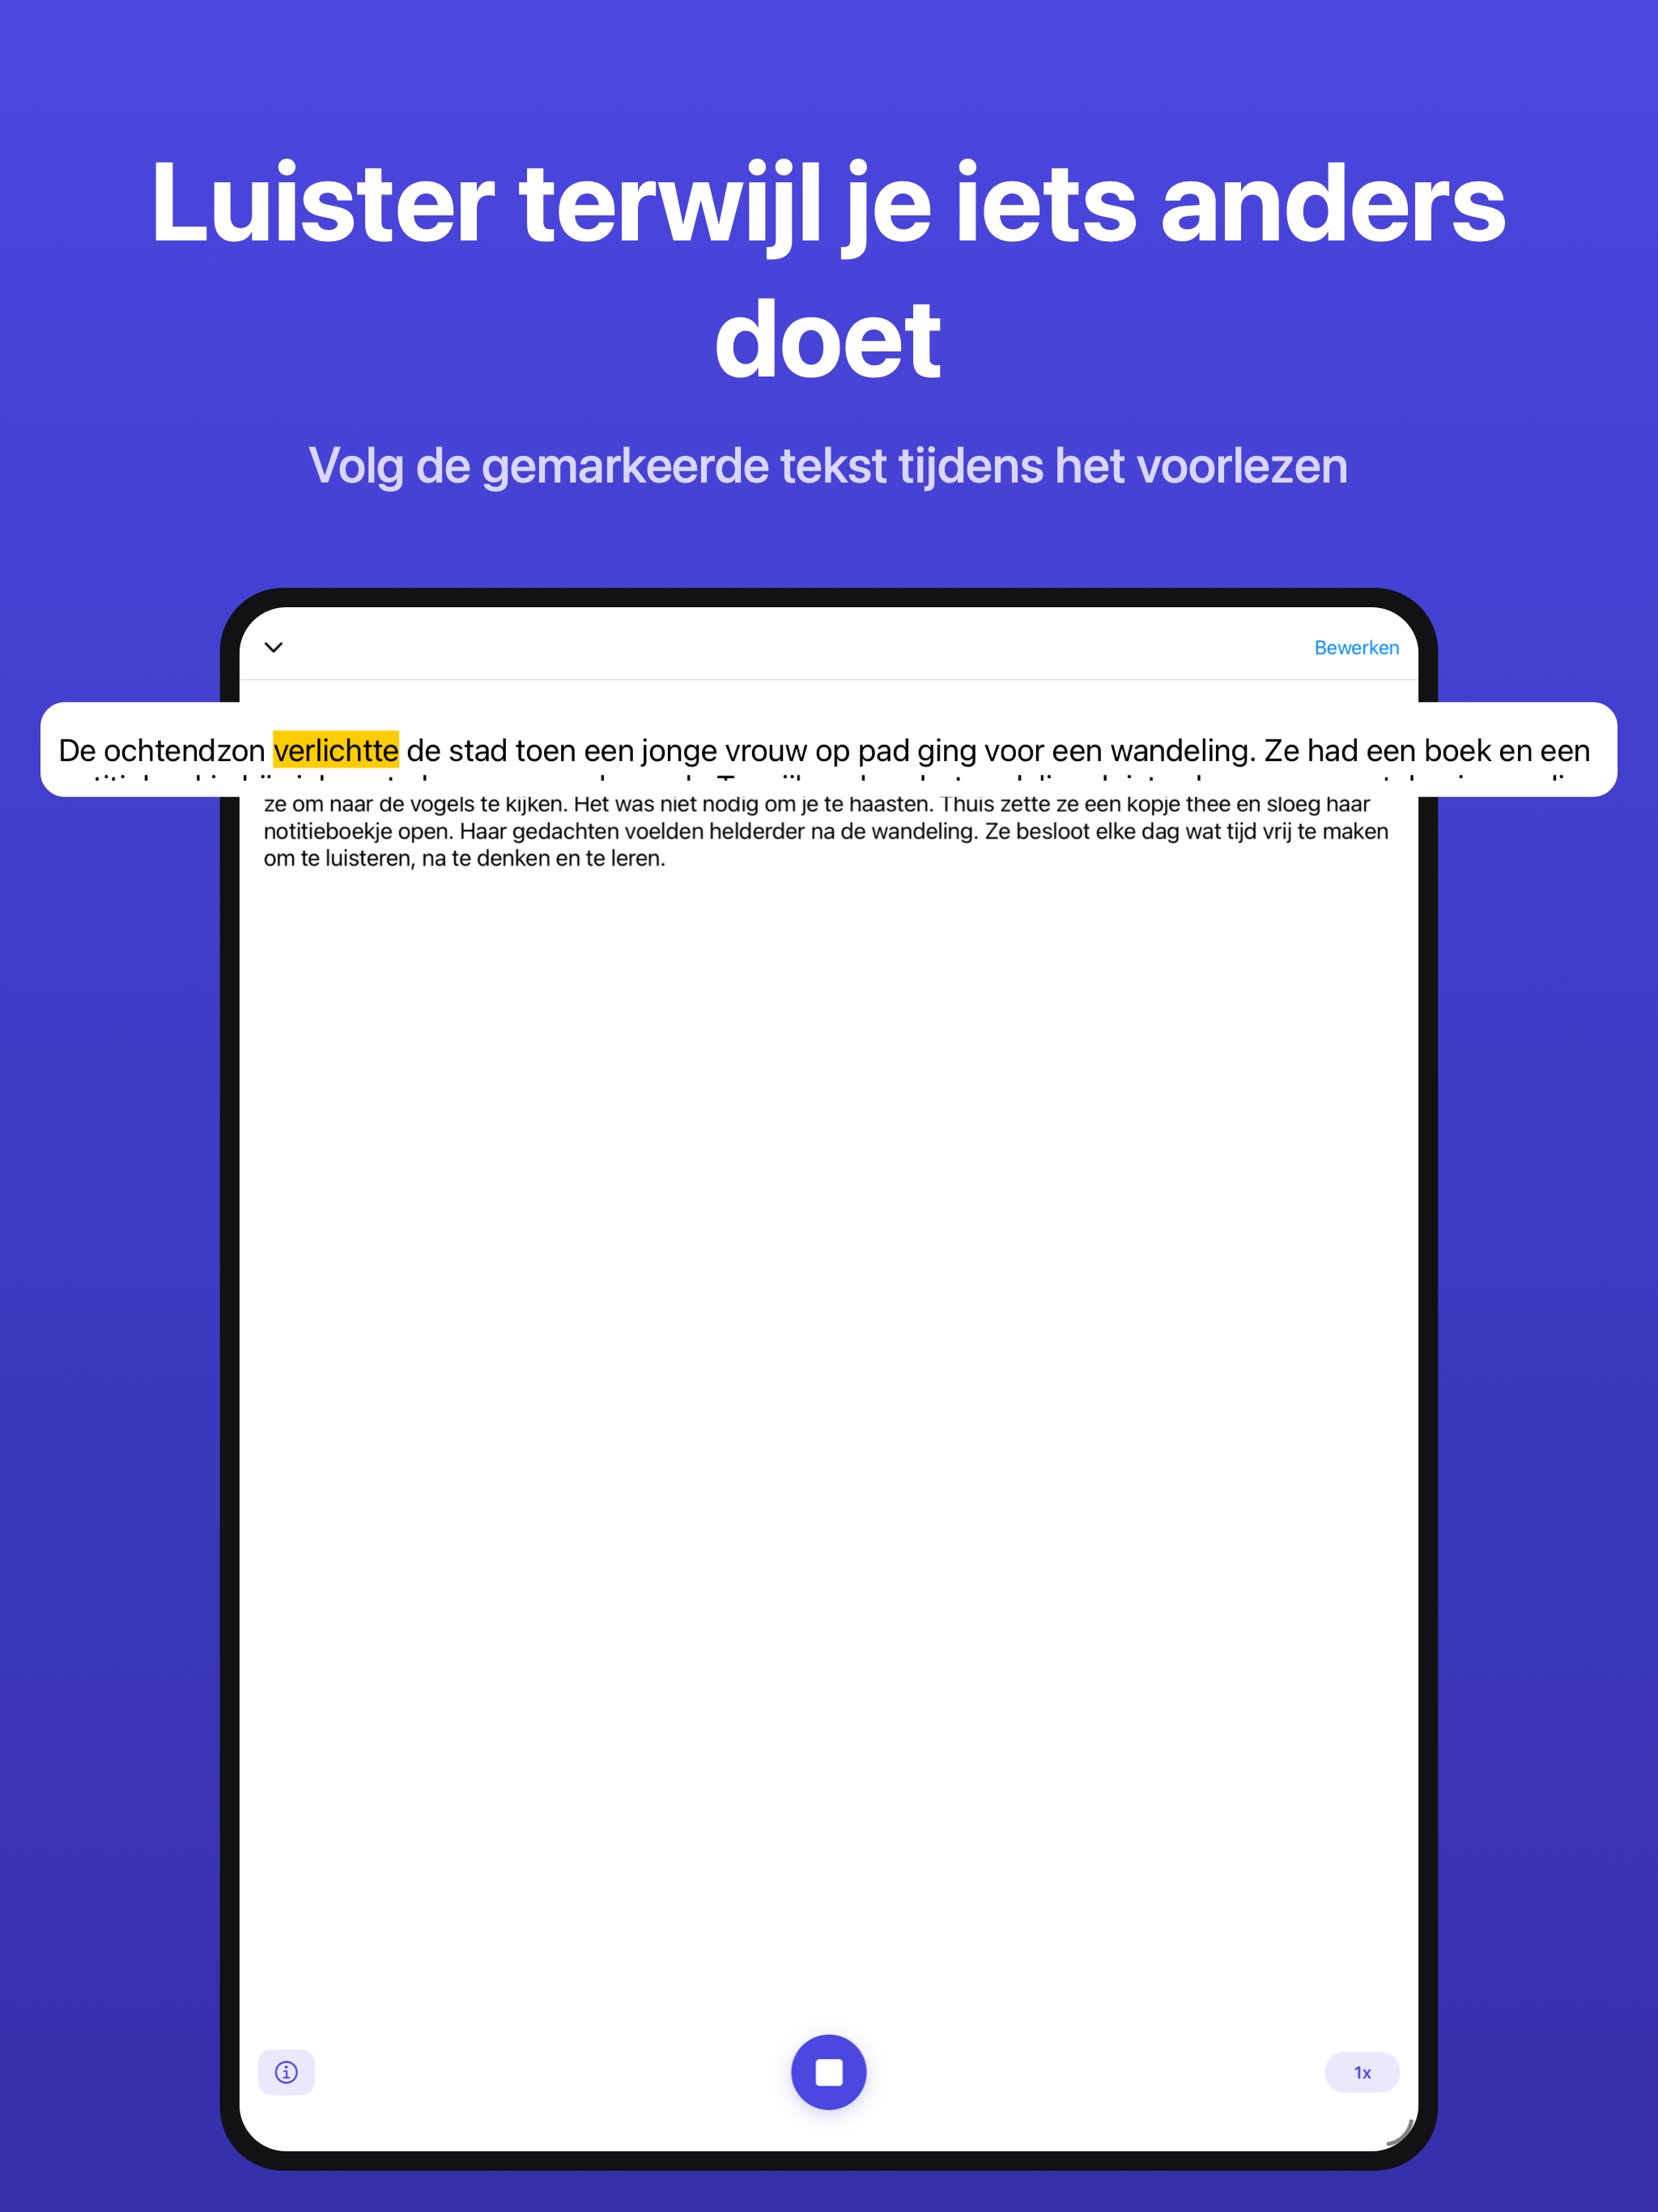 Luister terwijl je iets anders
doet
Volg de gemarkeerde tekst tijdens het voorlezen
Bewerken
De ochtendzon verlichtte de stad toen een jonge vrouw op pad ging voor een wandeling. Ze had een boek en een
ze om naar de vogels te kijken. Het was niet nodig om je te haasten. Thuis zette ze een kopje thee en sloeg haar
notitieboekje open. Haar gedachten voelden helderder na de wandeling. Ze besloot elke dag wat tijd vrij te maken
om te luisteren, na te denken en te leren.
1x